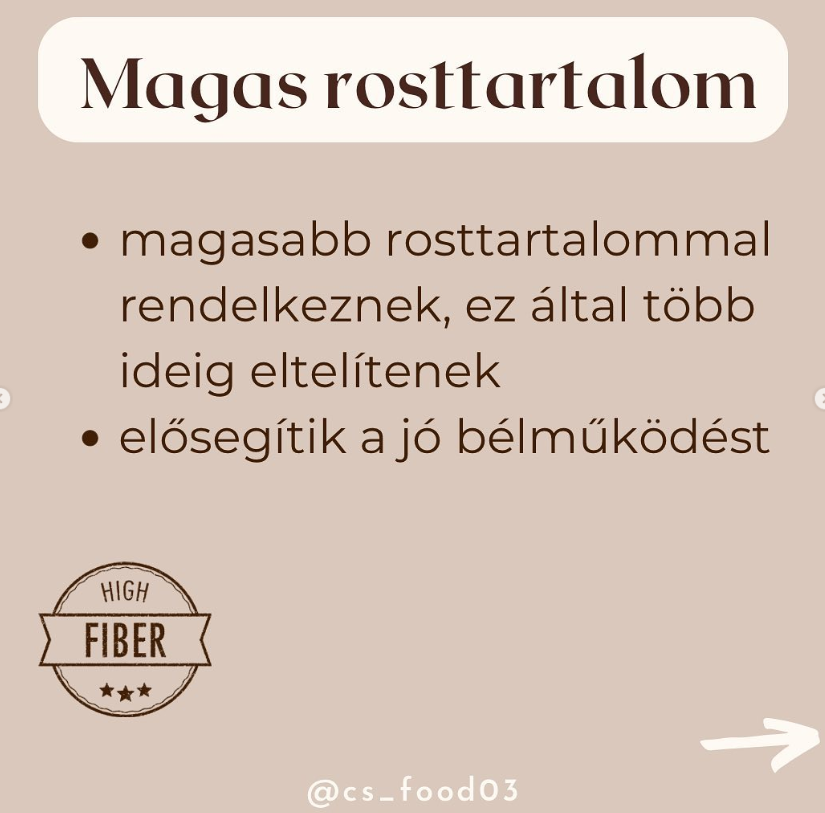 Magas rosttartalom
• magasabb rosttartalommal
rendelkeznek, ez által több
ideig eltelítenek
• elősegítik a jó bélműködést
HIGH
FIBER
@cs_food03